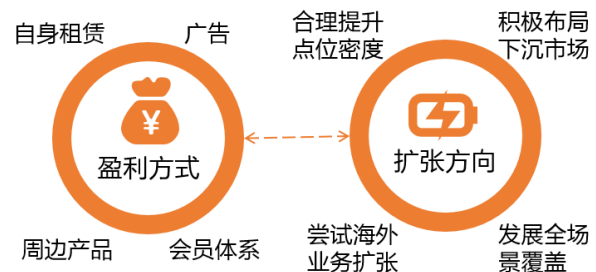 自身租赁
广告
¥
盈利方式
周边产品
会员体系
合理提升
点位密度
积极布局
下沉市场
扩张方向
尝试海外
业务扩张
发展全场
景覆盖